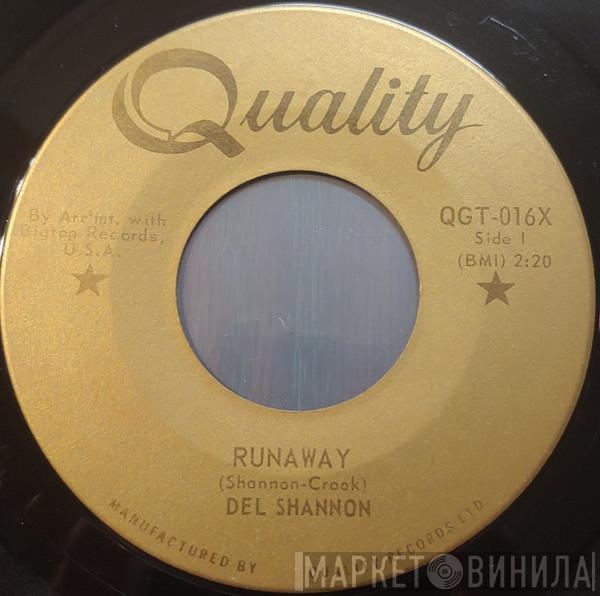 Quality
By Arr'mt. with
Bigtop Records,
U.S.A.
QGT-016X
Side 1
(BMI) 2:20
RUNAWAY
(Shannon-Crook)
DEL SHANNON
MANUFACTURED BY QUALITY RECORDS LTD
МАРКЕТ ВИНИЛА